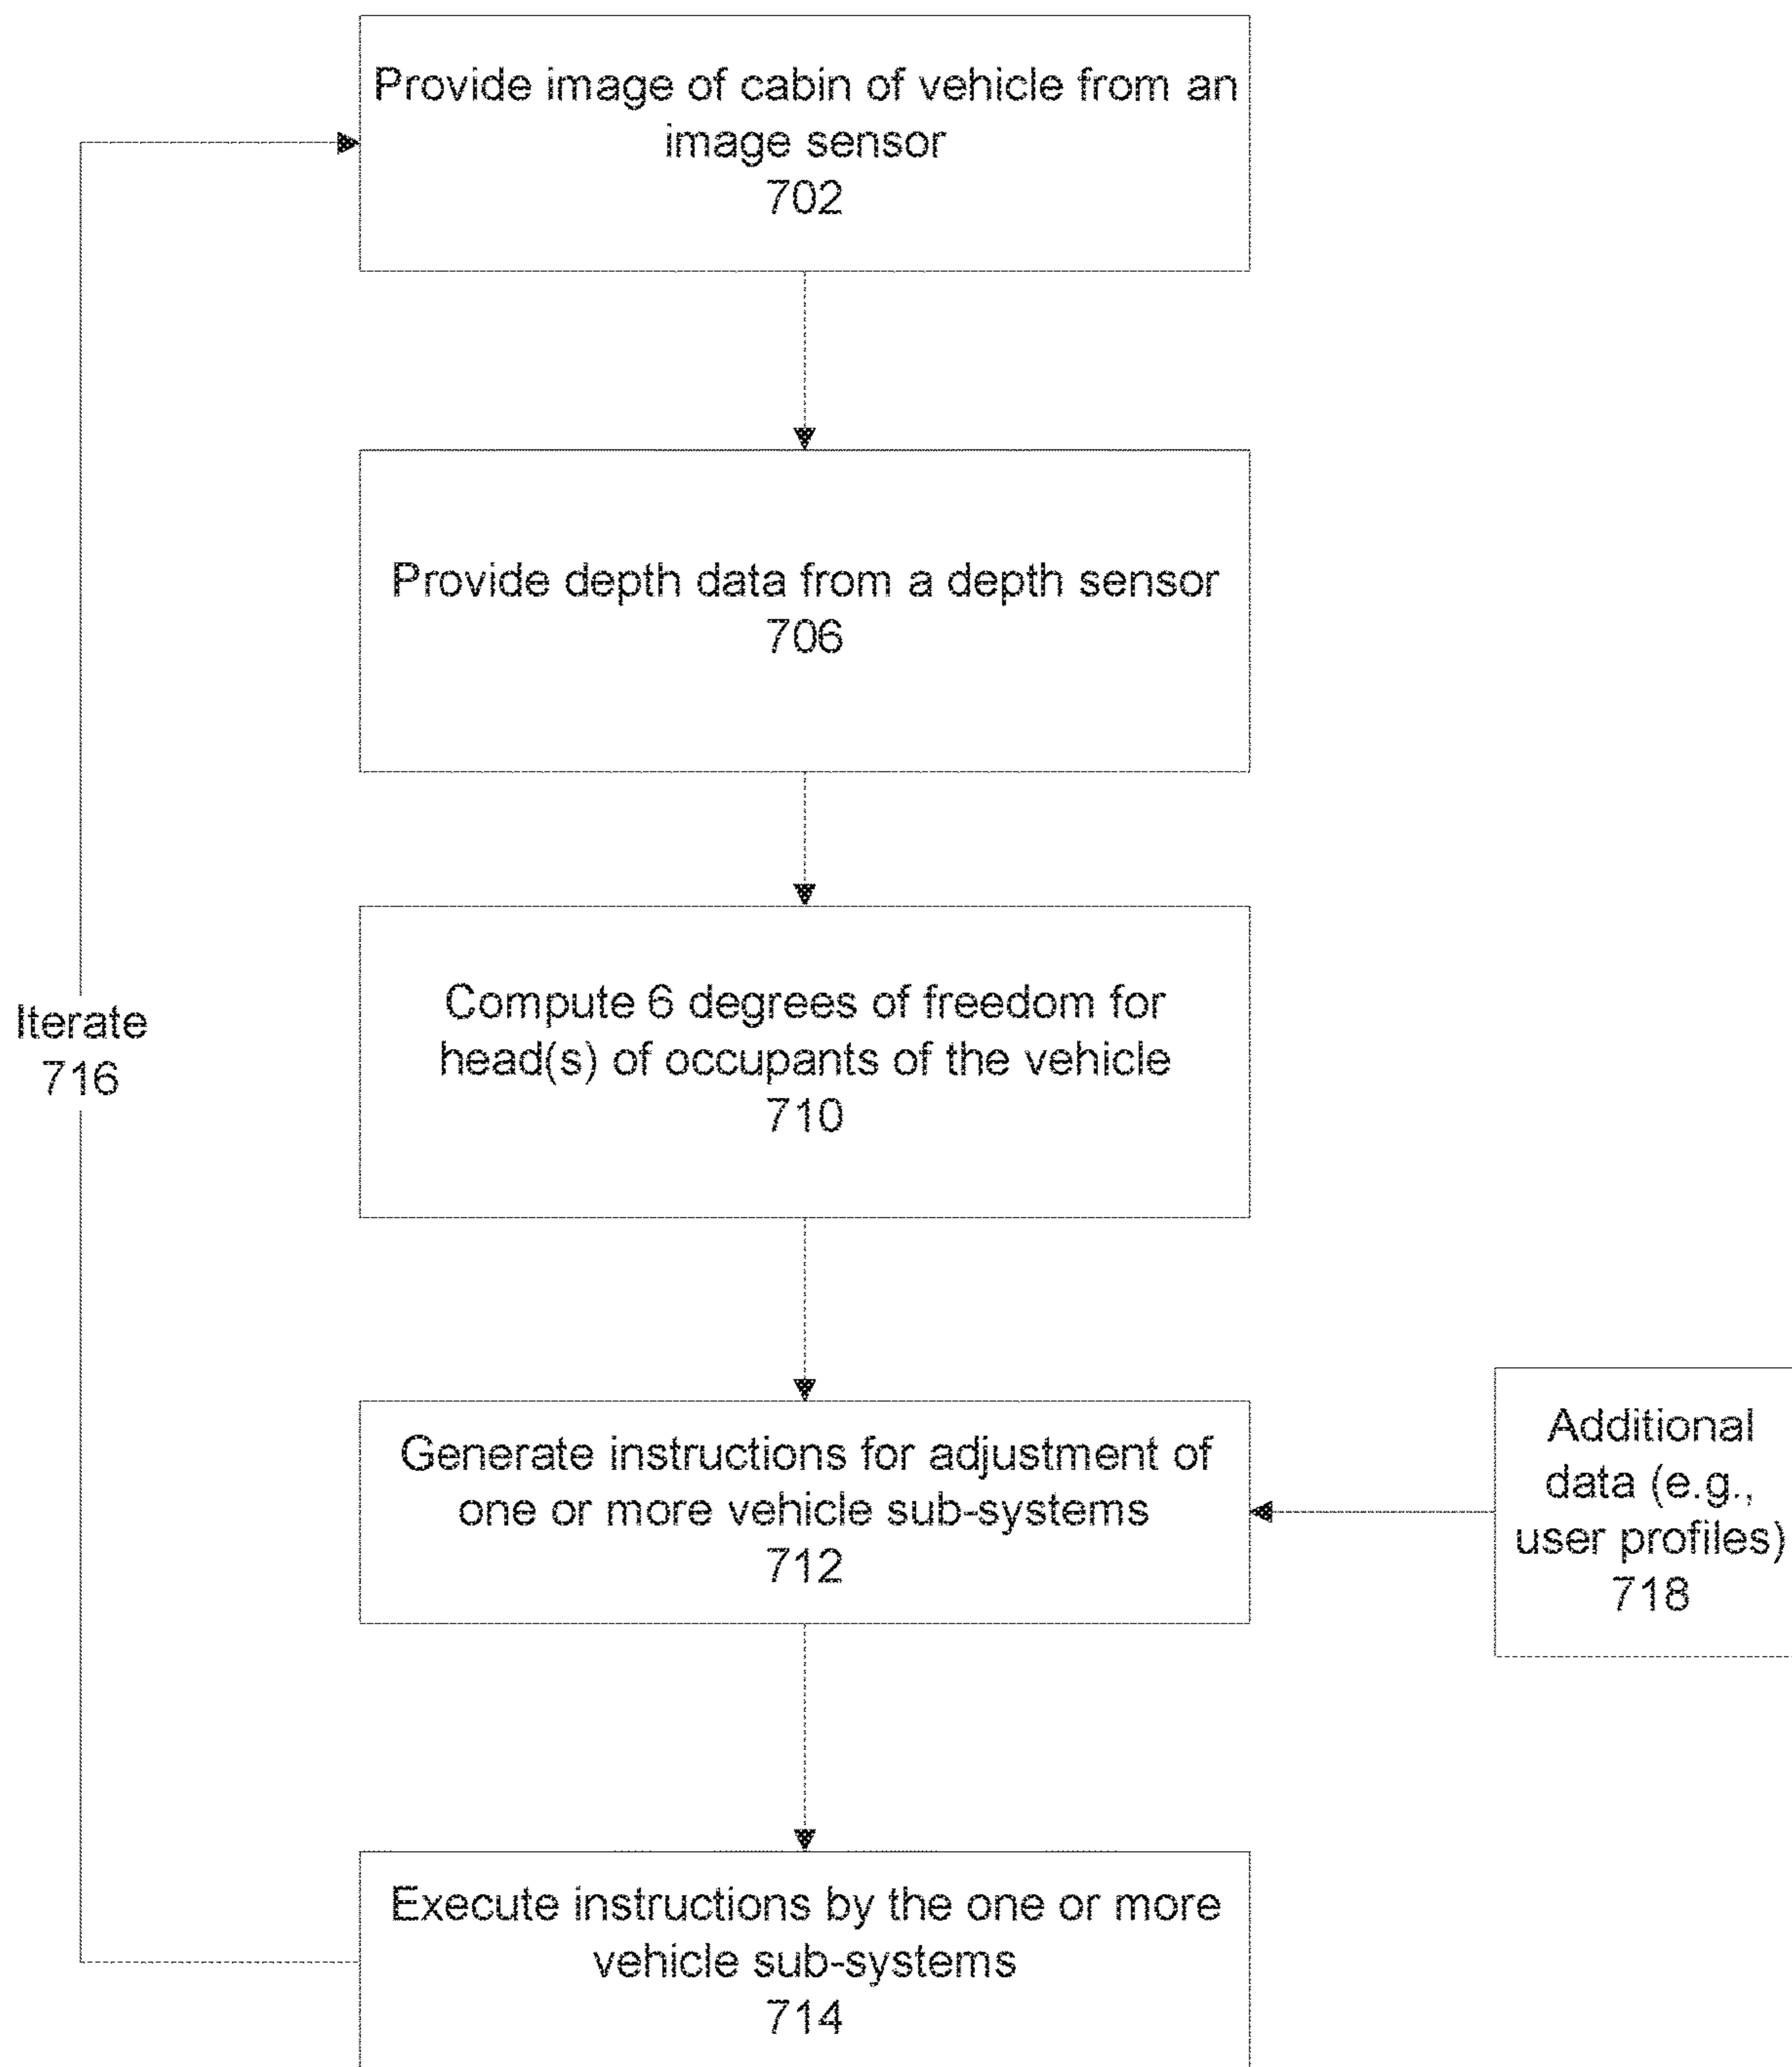 Provide image of cabin of vehicle from an
image sensor
702
Provide depth data from a depth sensor
706
Compute 6 degrees of freedom for
head(s) of occupants of the vehicle
710
Iterate
716
Generate instructions for adjustment of
one or more vehicle sub-systems
712
Additional
data (e.g.,
user profiles)
718
Execute instructions by the one or more
vehicle sub-systems
714